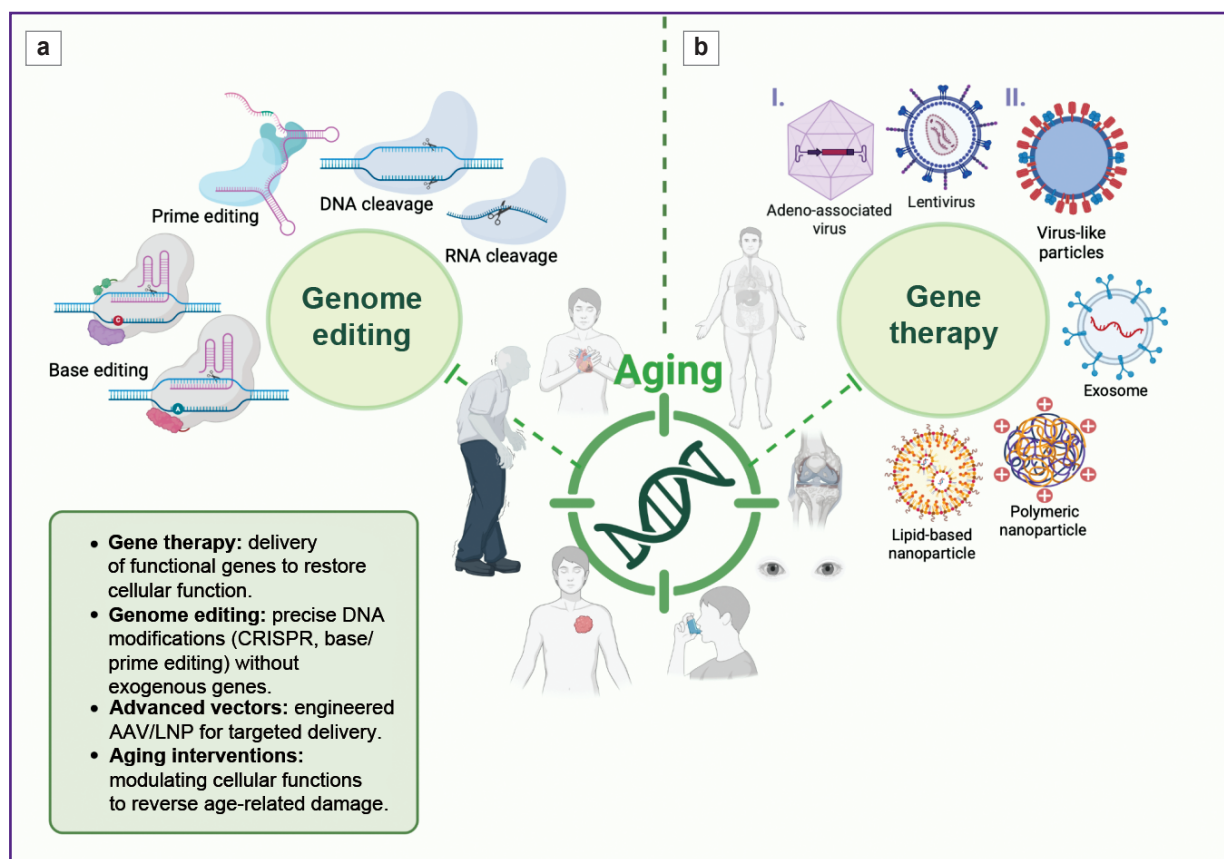 a
Prime editing
DNA cleavage
RNA cleavage
Base editing
C
A
Genome
editing
b
I.
II.
Adeno-associated
virus
Lentivirus
Virus-like
particles
Gene
therapy
Exosome
Polymeric
nanoparticle
Lipid-based
nanoparticle
Aging
• Gene therapy: delivery
of functional genes to restore
cellular function.
• Genome editing: precise DNA
modifications (CRISPR, base/
prime editing) without
exogenous genes.
• Advanced vectors: engineered
AAV/LNP for targeted delivery.
• Aging interventions:
modulating cellular functions
to reverse age-related damage.